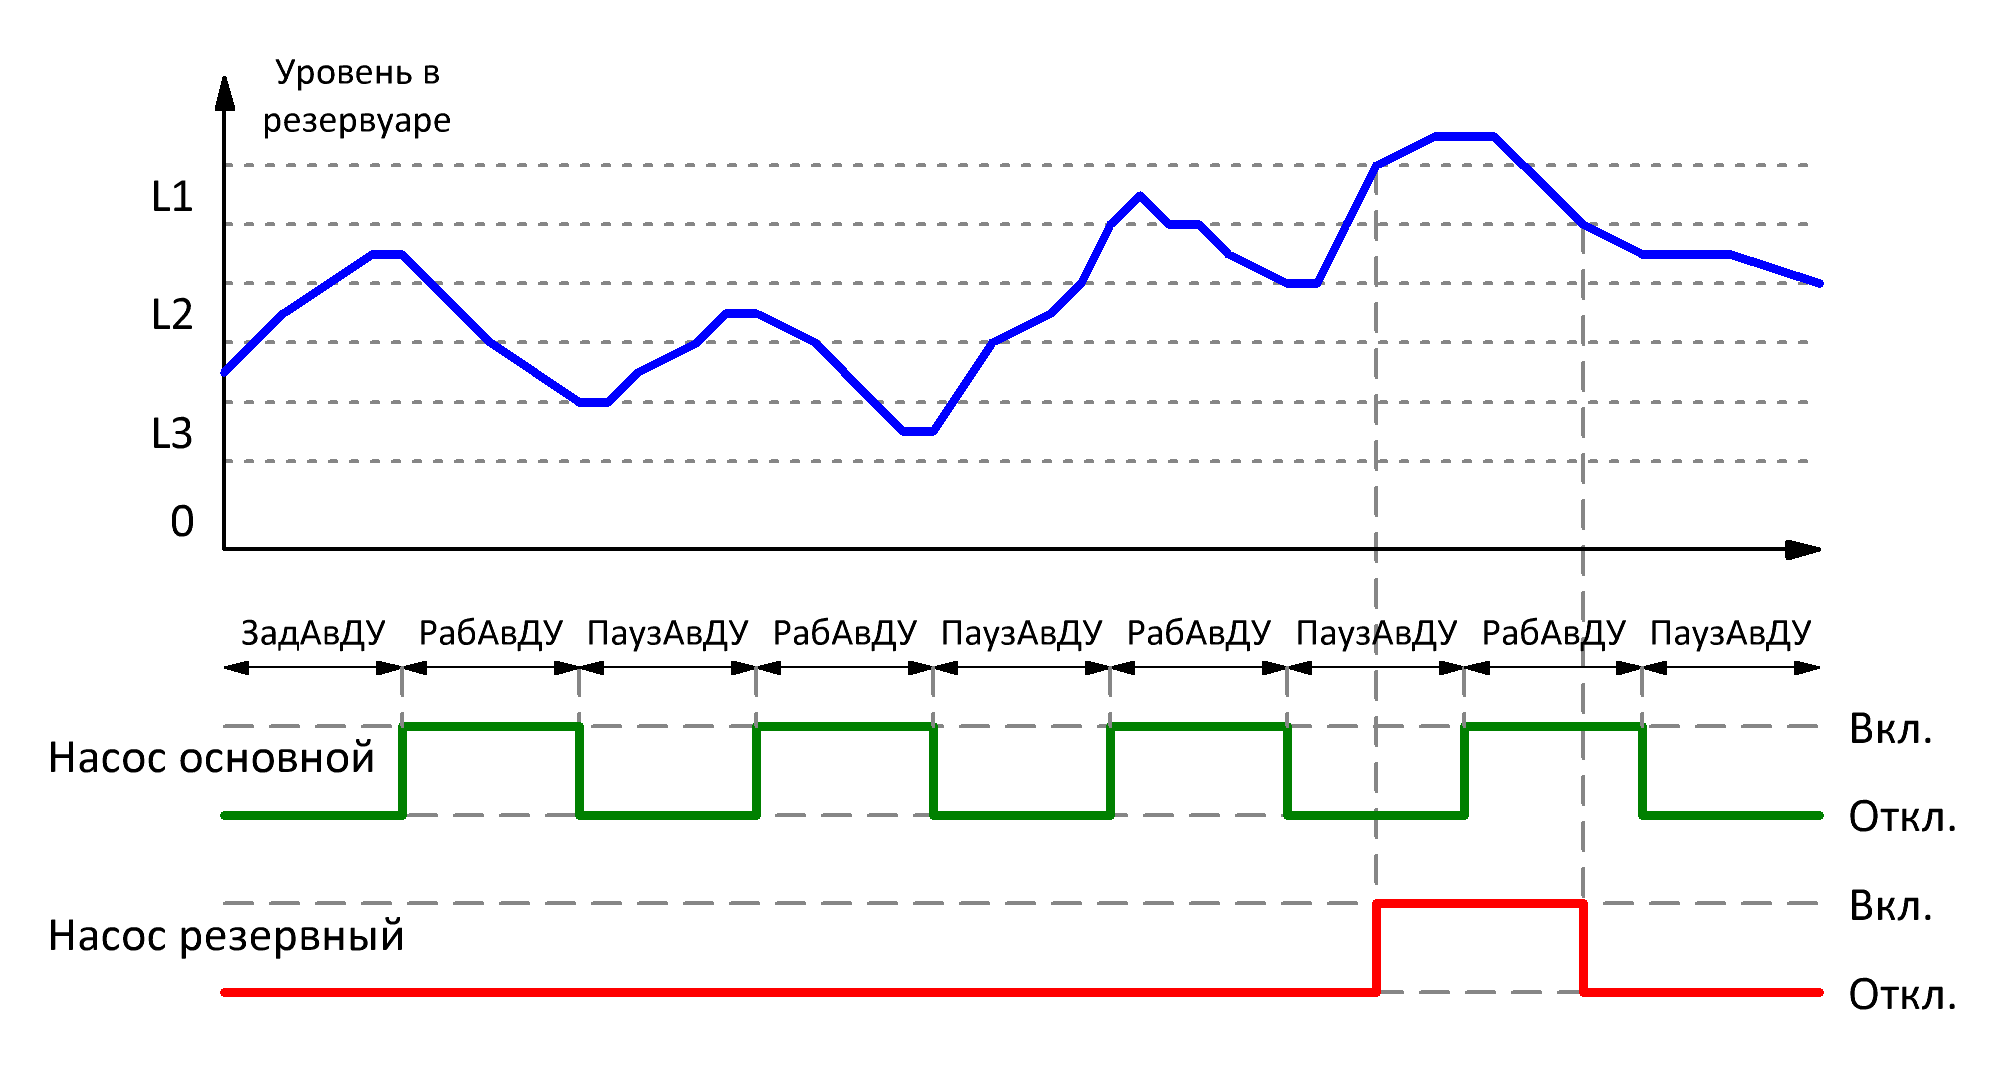 Уровень в
резервуаре
L1
L2
L3
0
ЗадАвДУ РабАвДУ ПаузАвДУ РабАвДУ ПаузАвДУ РабАвДУ ПаузАвДУ РабАвДУ ПаузАвДУ
Вкл.
Насос основной
Откл.
Вкл.
Насос резервный
Откл.